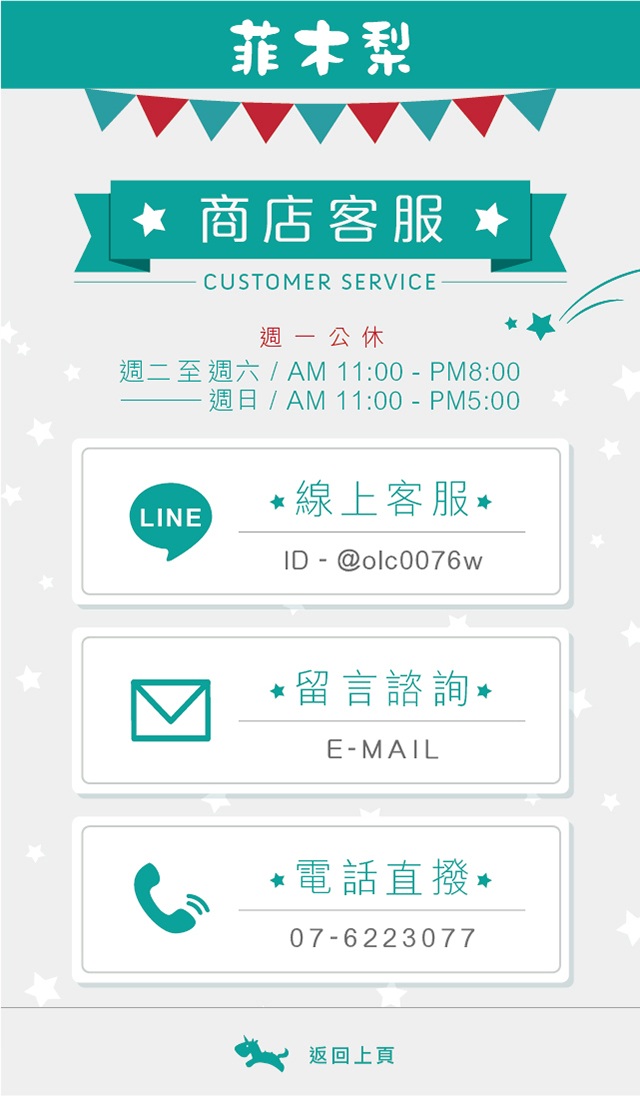 菲木梨
商店客服
CUSTOMER SERVICE
週一公休
週二至週六 / AM 11:00 - PM8:00
週日 / AM 11:00 - PM5:00
LINE
線上客服
ID - @olc0076w
留言諮詢
E-MAIL
電話直撥
07-6223077
返回上頁